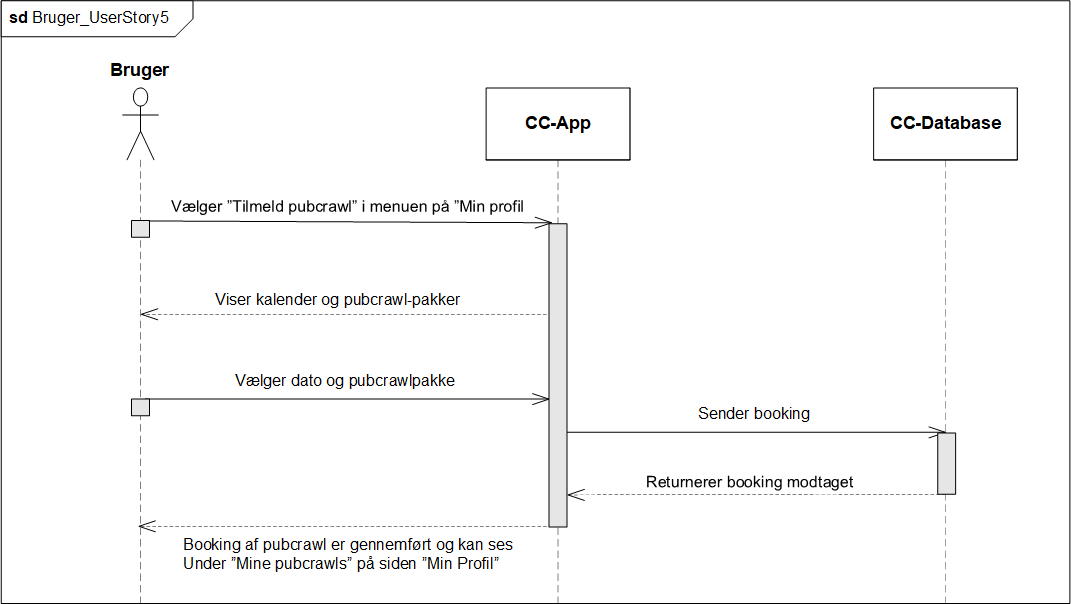 sd Bruger_UserStory5
Bruger
CC-App
CC-Database
Vælger ”Tilmeld pubcrawl” i menuen på ”Min profil
Viser kalender og pubcrawl-pakker
Vælger dato og pubcrawlpakke
Sender booking
Returnerer booking modtaget
Booking af pubcrawl er gennemført og kan ses
Under ”Mine pubcrawls” på siden ”Min Profil”